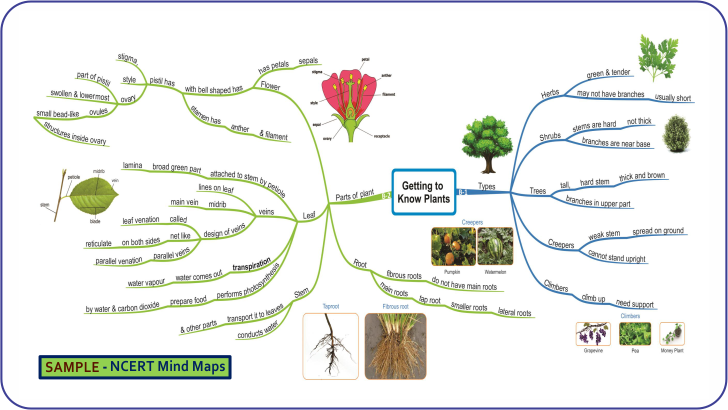 Getting to
Know Plants
B-1
Types
Herbs
green & tender
may not have branches
usually short
Shrubs
stems are hard
not thick
branches are near base
Trees
tall,
hard stem
thick and brown
branches in upper part
Creepers
weak stem
spread on ground
cannot stand upright
Climbers
climb up
need support
Climbers
Grapevine
Pea
Money Plant
Creepers
Pumpkin
Watermelon
B-2
Parts of plant
Flower
has petals
sepals
with bell shaped has
pistil has
stigma
style
ovary
part of pistil
swollen & lowermost
ovules
small bead-like
structures inside ovary
stamen has
anther
& filament
petal
stigma
anther
style
filament
sepal
ovary
receptacle
Leaf
attached to stem by petiole
broad green part
lamina
veins
lines on leaf
midrib
main vein
design of veins
called
leaf venation
net like
on both sides
reticulate
parallel veins
parallel venation
transpiration
water comes out
water vapour
performs photosynthesis
prepare food
by water & carbon dioxide
midrib
petiole
vein
stem
blade
Stem
transport it to leaves
& other parts
conducts water
Root
fibrous roots
do not have main roots
main roots
tap root
smaller roots
lateral roots
Taproot
Fibrous root
SAMPLE - NCERT Mind Maps